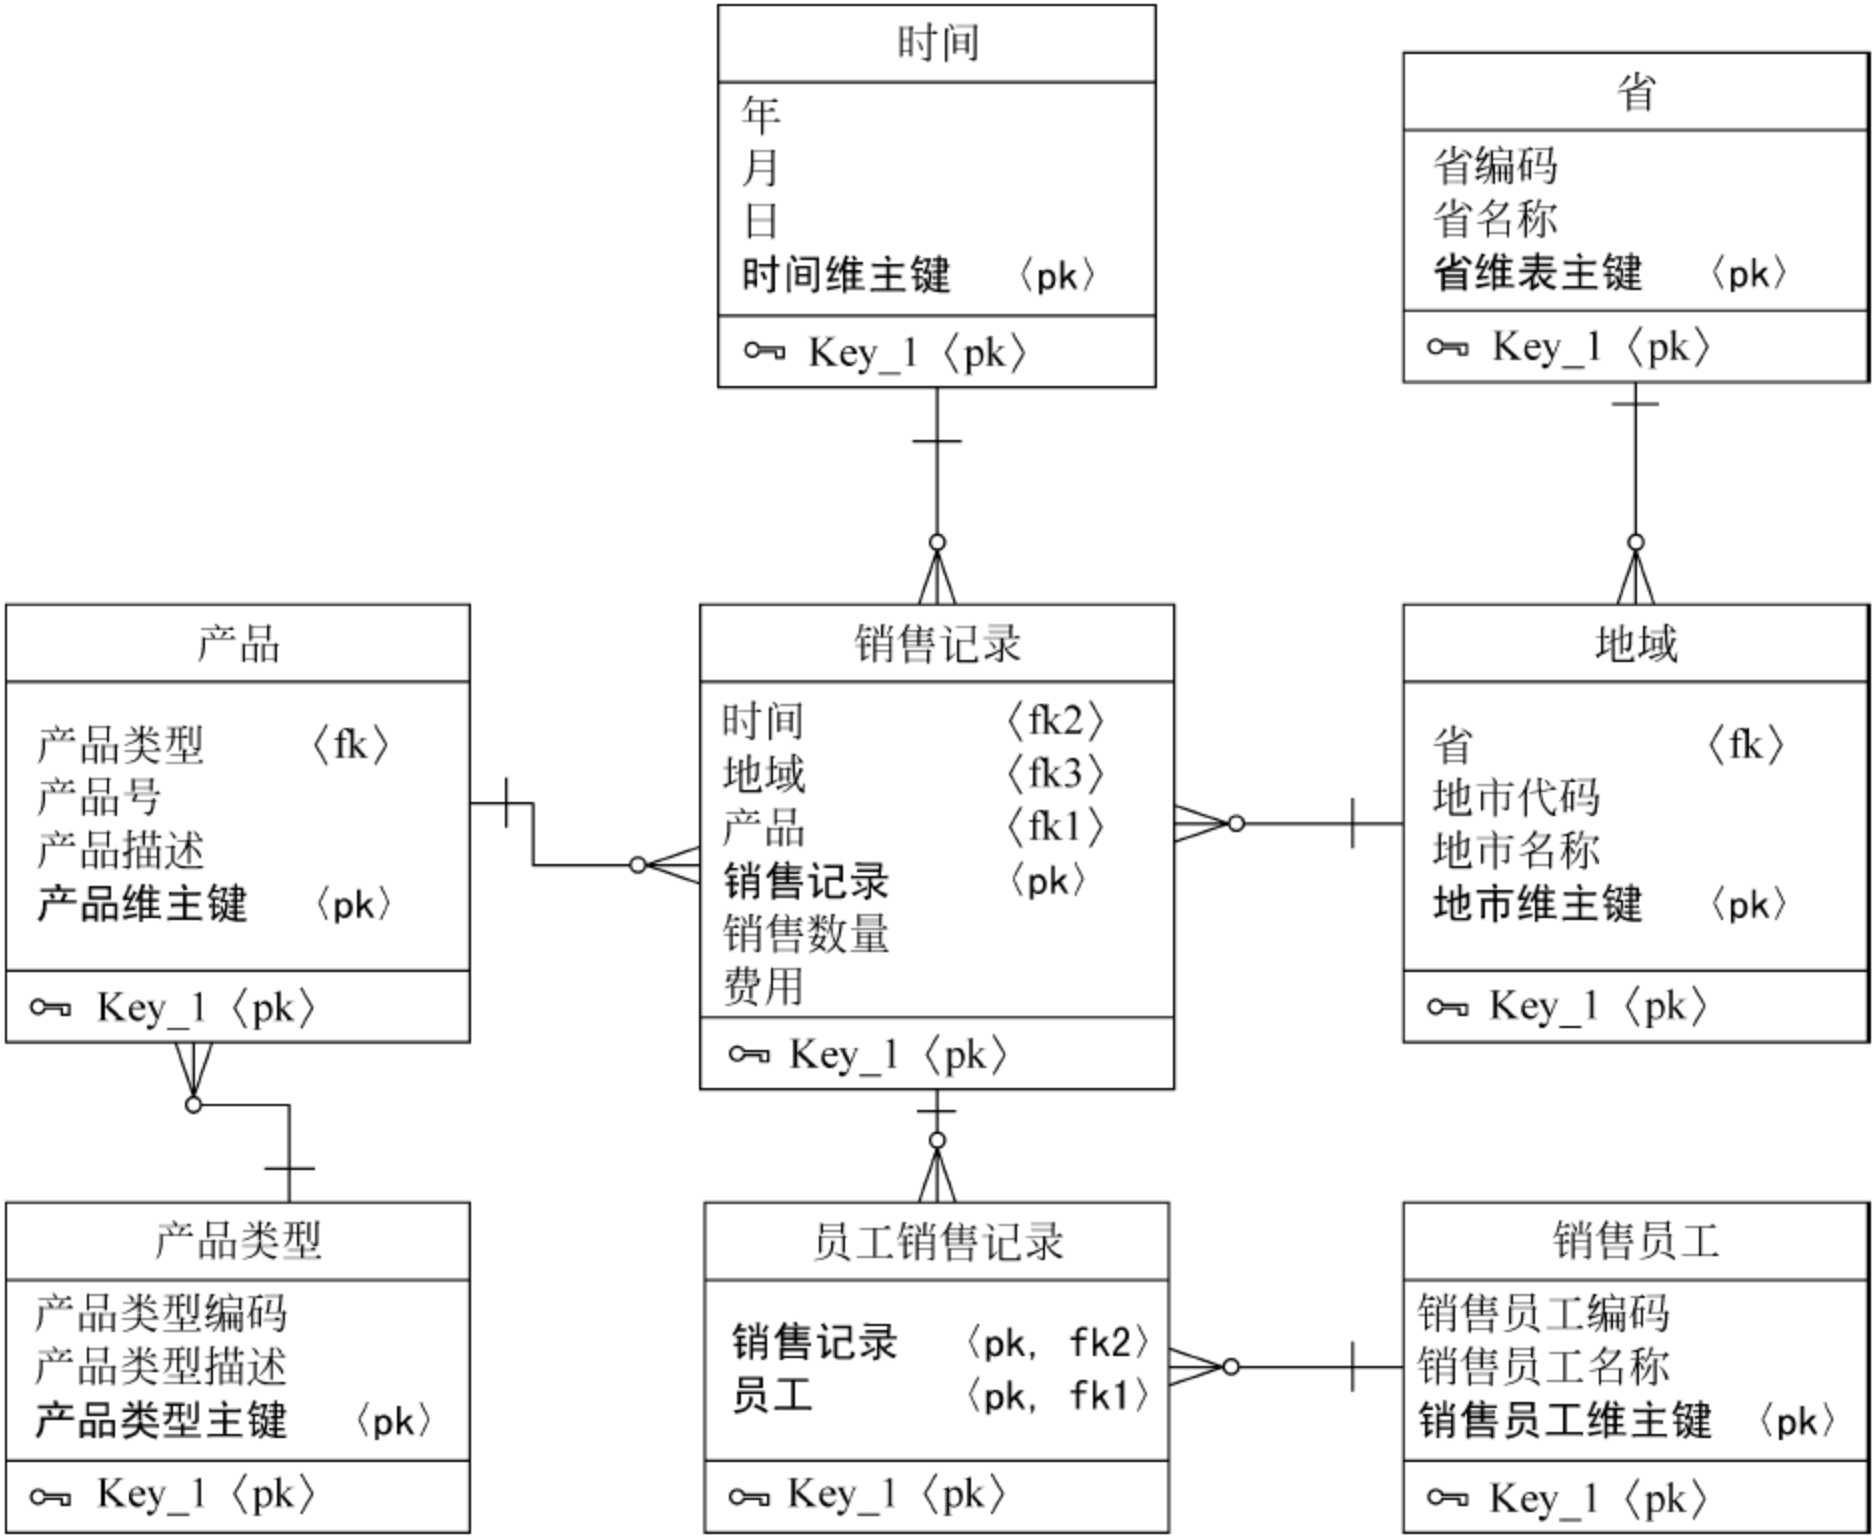 时间
年
月
日
时间维主键 〈pk〉
Key_1〈pk〉
省
省编码
省名称
省维表主键 〈pk〉
Key_1〈pk〉
产品
产品类型 〈fk〉
产品号
产品描述
产品维主键 〈pk〉
Key_1〈pk〉
销售记录
时间 〈fk2〉
地域 〈fk3〉
产品 〈fk1〉
销售记录 〈pk〉
销售数量
费用
Key_1〈pk〉
地域
省 〈fk〉
地市代码
地市名称
地市维主键 〈pk〉
Key_1〈pk〉
产品类型
产品类型编码
产品类型描述
产品类型主键 〈pk〉
Key_1〈pk〉
员工销售记录
销售记录 〈pk, fk2〉
员工 〈pk, fk1〉
Key_1〈pk〉
销售员工
销售员工编码
销售员工名称
销售员工维主键 〈pk〉
Key_1〈pk〉